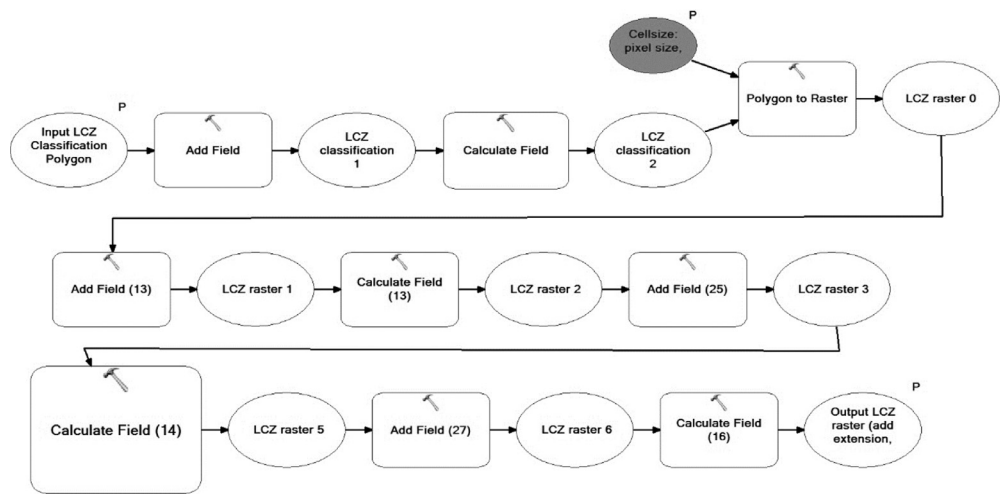 P
Cellsize:
pixel size,
Polygon to Raster
LCZ raster 0
P
Input LCZ
Classification
Polygon
Add Field
LCZ
classification
1
Calculate Field
LCZ
classification
2
Add Field (13)
LCZ raster 1
Calculate Field
(13)
LCZ raster 2
Add Field (25)
LCZ raster 3
Calculate Field (14)
LCZ raster 5
Add Field (27)
LCZ raster 6
Calculate Field
(16)
P
Output LCZ
raster (add
extension,